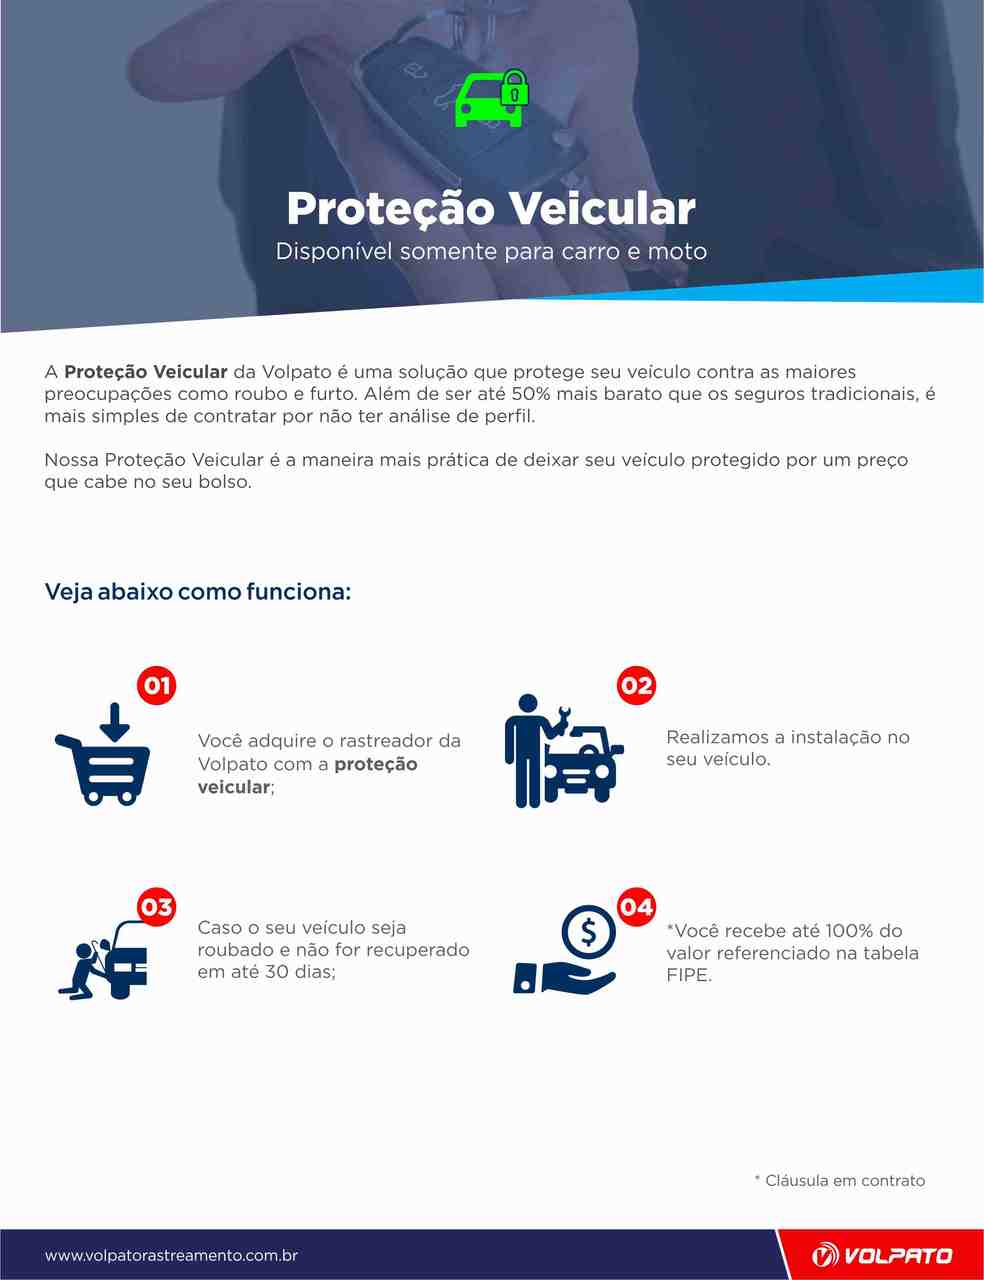 Proteção Veicular
Disponível somente para carro e moto
A Proteção Veicular da Volpato é uma solução que protege seu veículo contra as maiores
preocupações como roubo e furto. Além de ser até 50% mais barato que os seguros tradicionais, é
mais simples de contratar por não ter análise de perfil.
Nossa Proteção Veicular é a maneira mais prática de deixar seu veículo protegido por um preço
que cabe no seu bolso.
Veja abaixo como funciona:
01
Você adquire o rastreador da
Volpato com a proteção
veicular;
02
Realizamos a instalação no
seu veículo.
03
Caso o seu veículo seja
roubado e não for recuperado
em até 30 dias;
04
$
*Você recebe até 100% do
valor referenciado na tabela
FIPE.
* Cláusula em contrato
www.volpatorastreamento.com.br
VOLPATO